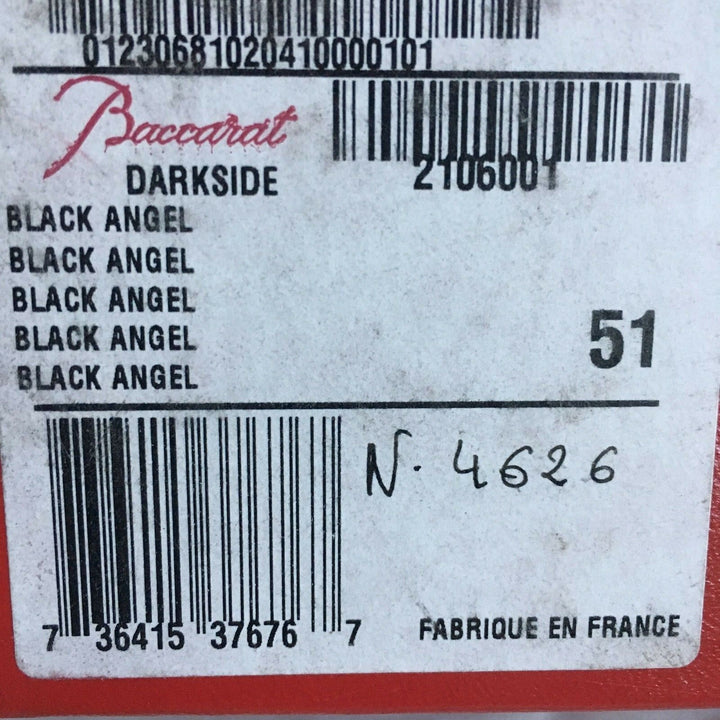 01230681020410000101
Baccarat
DARKSIDE
2106001
BLACK ANGEL
BLACK ANGEL
BLACK ANGEL
BLACK ANGEL
BLACK ANGEL
51
N. 4626
7 36415 37676 7
FABRIQUE EN FRANCE